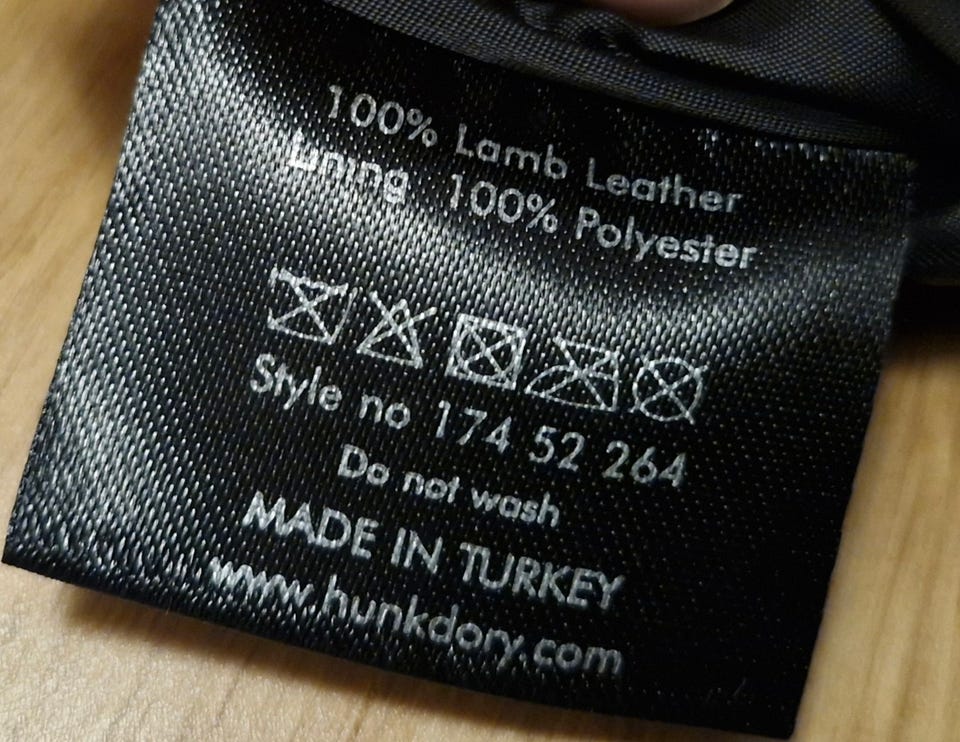 100% Lamb Leather
Lining 100% Polyester
Style no 174 52 264
Do not wash
MADE IN TURKEY
www.hunkdory.com